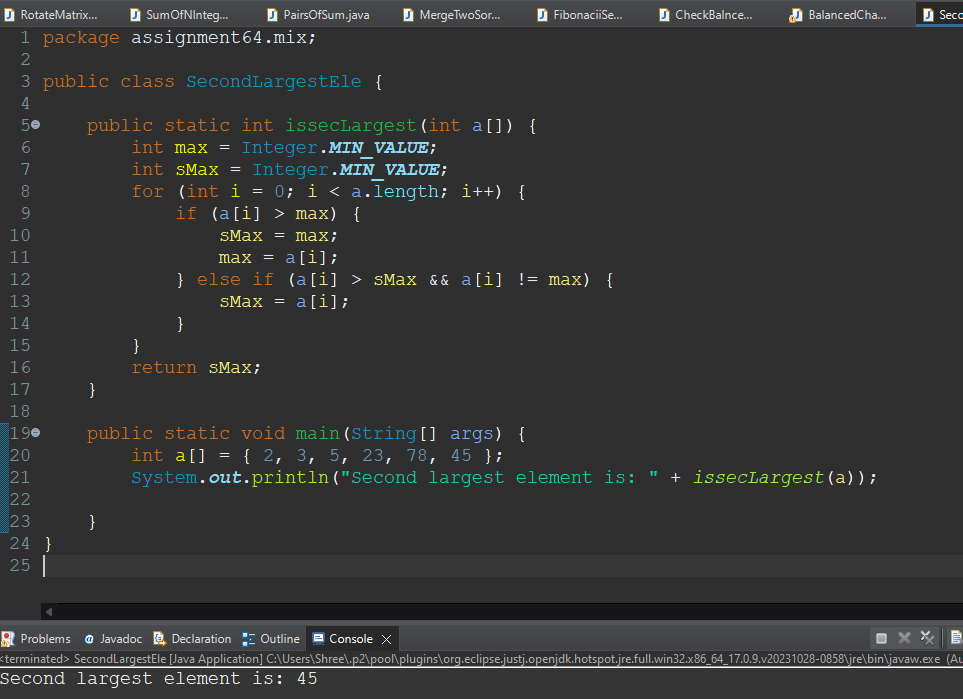 RotateMatrix... SumOfNInteg... PairsOfSum.java MergeTwoSor... FibonaciiSe... CheckBalnce... BalancedCha... Seco
1 package assignment64.mix;
2
3 public class SecondLargestEle {
4
5 public static int issecLargest(int a[]) {
6 int max = Integer.MIN_VALUE;
7 int sMax = Integer.MIN_VALUE;
8 for (int i = 0; i < a.length; i++) {
9 if (a[i] > max) {
10 sMax = max;
11 max = a[i];
12 } else if (a[i] > sMax && a[i] != max) {
13 sMax = a[i];
14 }
15 }
16 return sMax;
17 }
18
19 public static void main(String[] args) {
20 int a[] = { 2, 3, 5, 23, 78, 45 };
21 System.out.println("Second largest element is: " + issecLargest(a));
22
23 }
24 }
25
Problems Javadoc Declaration Outline Console
<terminated> SecondLargestEle [Java Application] C:\Users\Shree\.p2\pool\plugins\org.eclipse.justj.openjdk.hotspot.jre.full.win32.x86_64_17.0.9.v20231028-0858\jre\bin\javaw.exe (Au
Second largest element is: 45